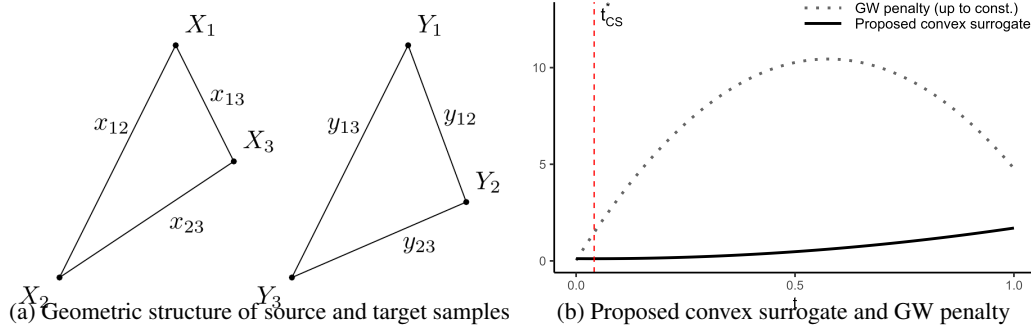 X₁
x₁₂
x₁₃
X₃
x₂₃
X₂
Y₁
y₁₃
y₁₂
Y₂
y₂₃
Y₃
(a) Geometric structure of source and target samples
t*CS
GW penalty (up to const.)
Proposed convex surrogate
10
5
0
0.0
0.5
1.0
t
(b) Proposed convex surrogate and GW penalty